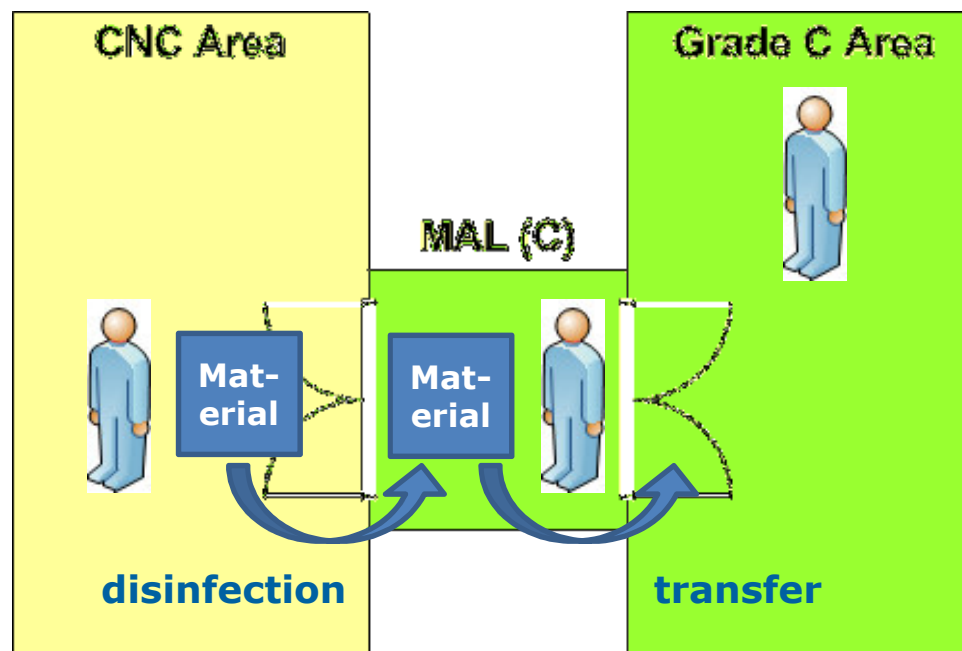 CNC Area
Grade C Area
MAL (C)
Mat-
erial
Mat-
erial
disinfection
transfer